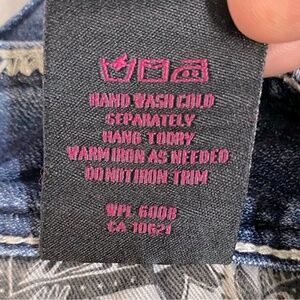 HAND WASH COLD
SEPARATELY
HANG TO DRY
WARM IRON AS NEEDED
DO NOT IRON TRIM
WPL 6008
CA 10621